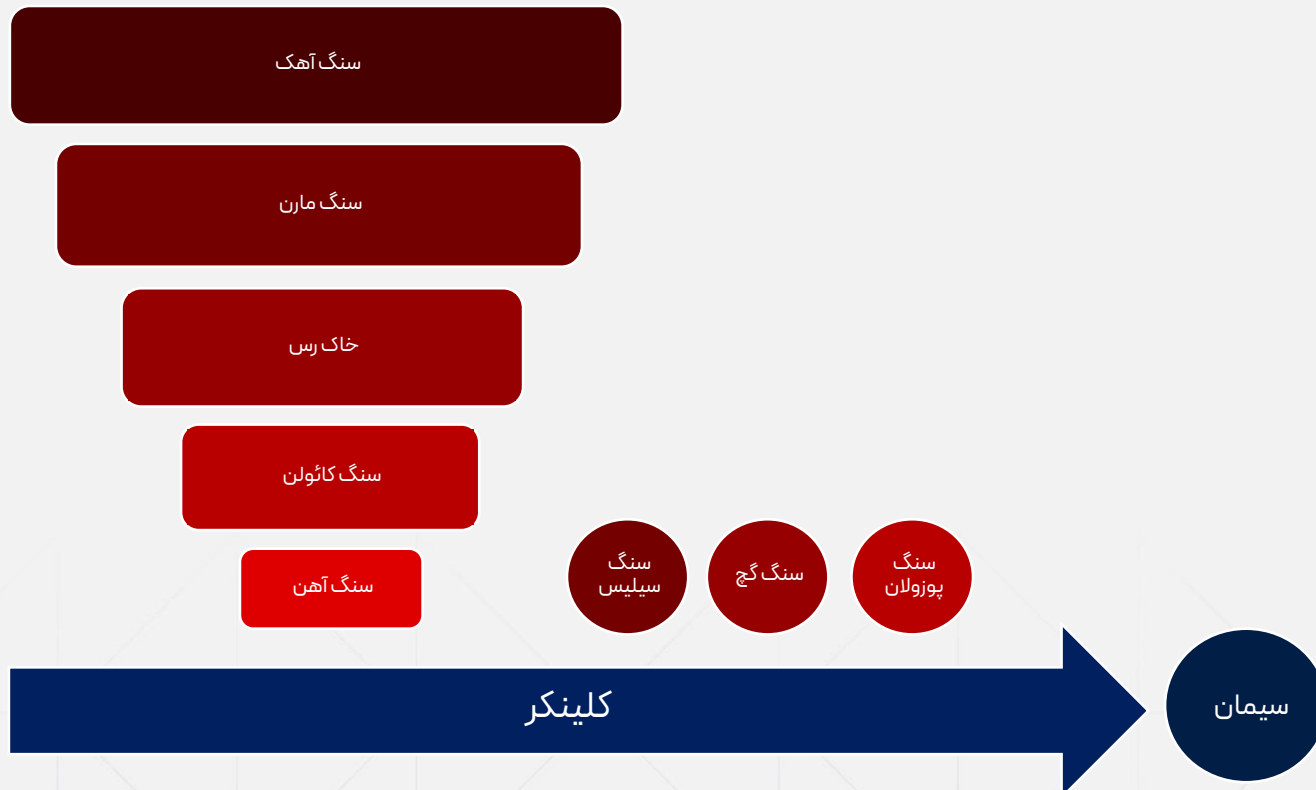 سنگ آهک
سنگ مارن
خاک رس
سنگ کائولن
سنگ آهن
سنگ
سیلیس
سنگ گچ
سنگ
پوزولان
کلینکر
سیمان